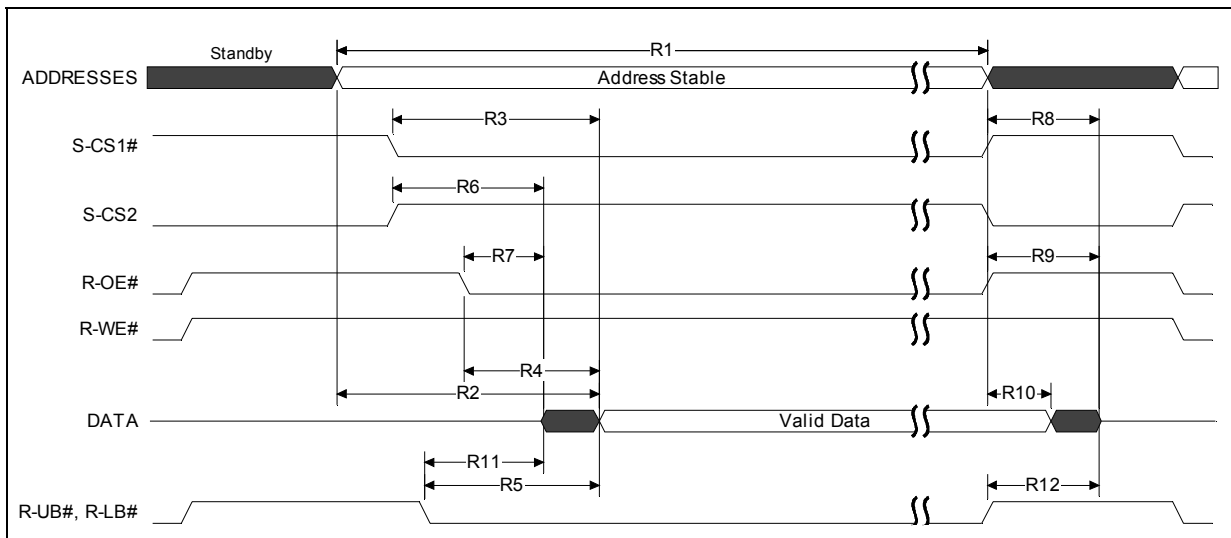 Standby
R1
ADDRESSES
Address Stable
R3
R8
S-CS1#
R6
S-CS2
R7
R9
R-OE#
R-WE#
R4
R2
R10
DATA
Valid Data
R11
R5
R12
R-UB#, R-LB#